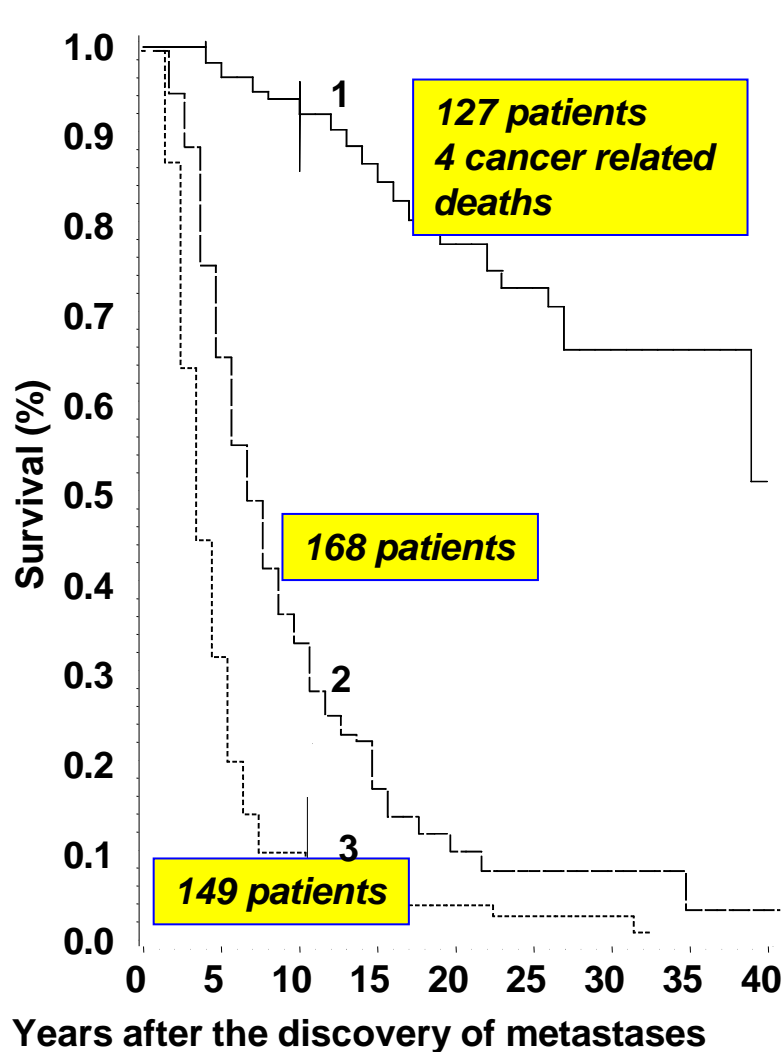 1.0
0.9
0.8
0.7
0.6
0.5
0.4
0.3
0.2
0.1
0.0
Survival (%)
1
127 patients
4 cancer related
deaths
168 patients
2
3
149 patients
0 5 10 15 20 25 30 35 40
Years after the discovery of metastases